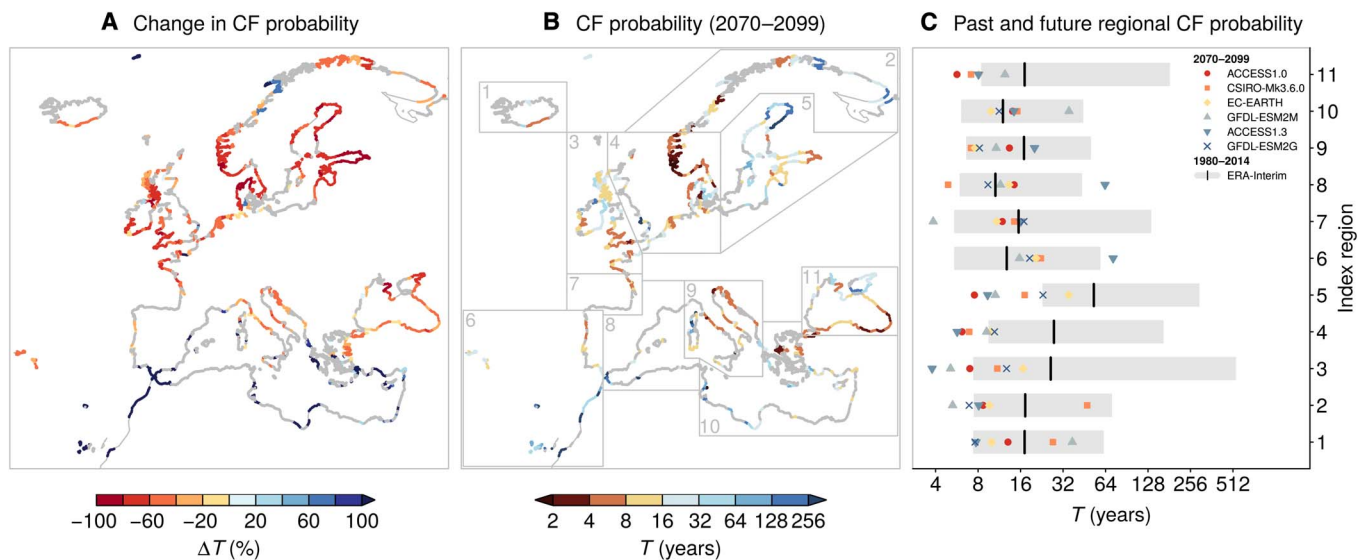 A Change in CF probability
B CF probability (2070–2099)
C Past and future regional CF probability
1
2
3
4
5
6
7
8
9
10
11
−100 −60 −20 20 60 100
ΔT (%)
2 4 8 16 32 64 128 256
T (years)
2070–2099
ACCESS1.0
CSIRO-Mk3.6.0
EC-EARTH
GFDL-ESM2M
ACCESS1.3
GFDL-ESM2G
1980–2014
ERA-Interim
11
10
9
8
7
6
5
4
3
2
1
Index region
4 8 16 32 64 128 256 512
T (years)